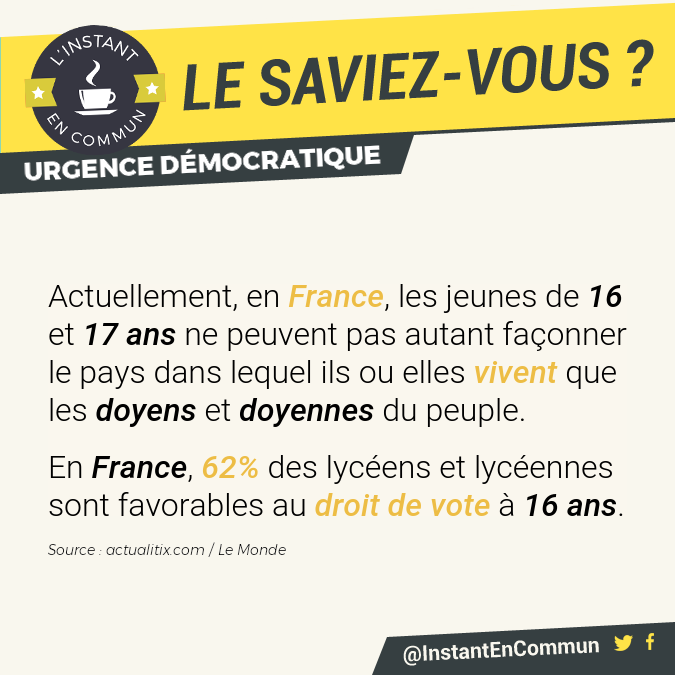 L'INSTANT
EN COMMUN
LE SAVIEZ-VOUS ?
URGENCE DÉMOCRATIQUE
Actuellement, en France, les jeunes de 16
et 17 ans ne peuvent pas autant façonner
le pays dans lequel ils ou elles vivent que
les doyens et doyennes du peuple.
En France, 62% des lycéens et lycéennes
sont favorables au droit de vote à 16 ans.
Source : actualitix.com / Le Monde
@InstantEnCommun